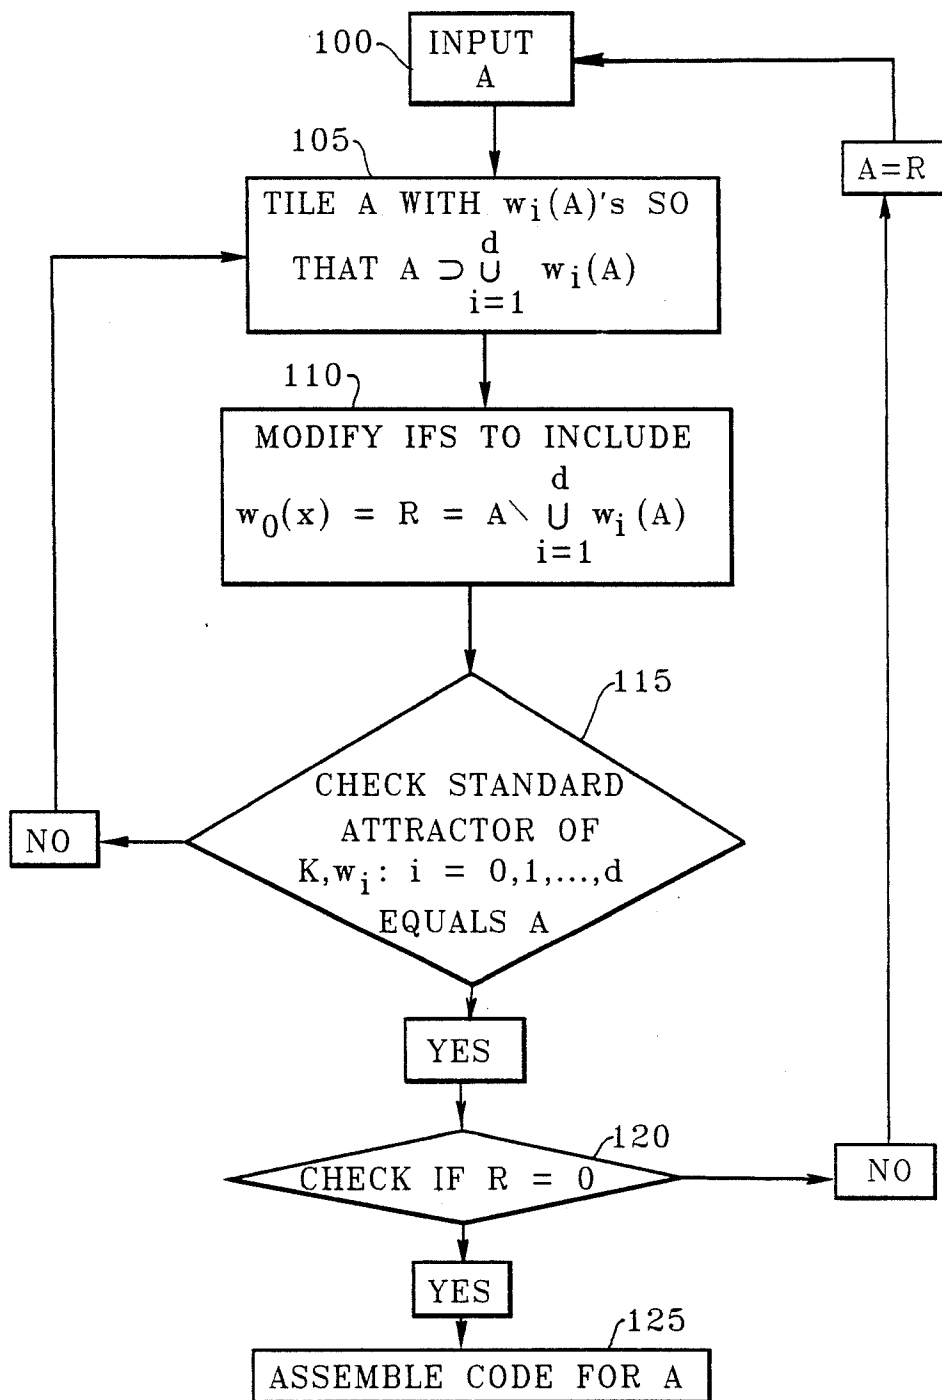 100
INPUT
A
A=R
105
TILE A WITH wᵢ(A)'s SO
d
THAT A ⊃ ∪ wᵢ(A)
i=1
110
MODIFY IFS TO INCLUDE
d
w₀(x) = R = A\ ∪ wᵢ(A)
i=1
115
CHECK STANDARD
ATTRACTOR OF
K,wᵢ: i = 0,1,...,d
EQUALS A
NO
YES
120
CHECK IF R = 0
NO
YES
125
ASSEMBLE CODE FOR A